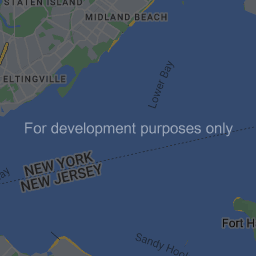 STATEN ISLAND
MIDLAND BEACH
ELTINGVILLE
Lower Bay
For development purposes only
NEW YORK
NEW JERSEY
Fort H
Sandy Hook